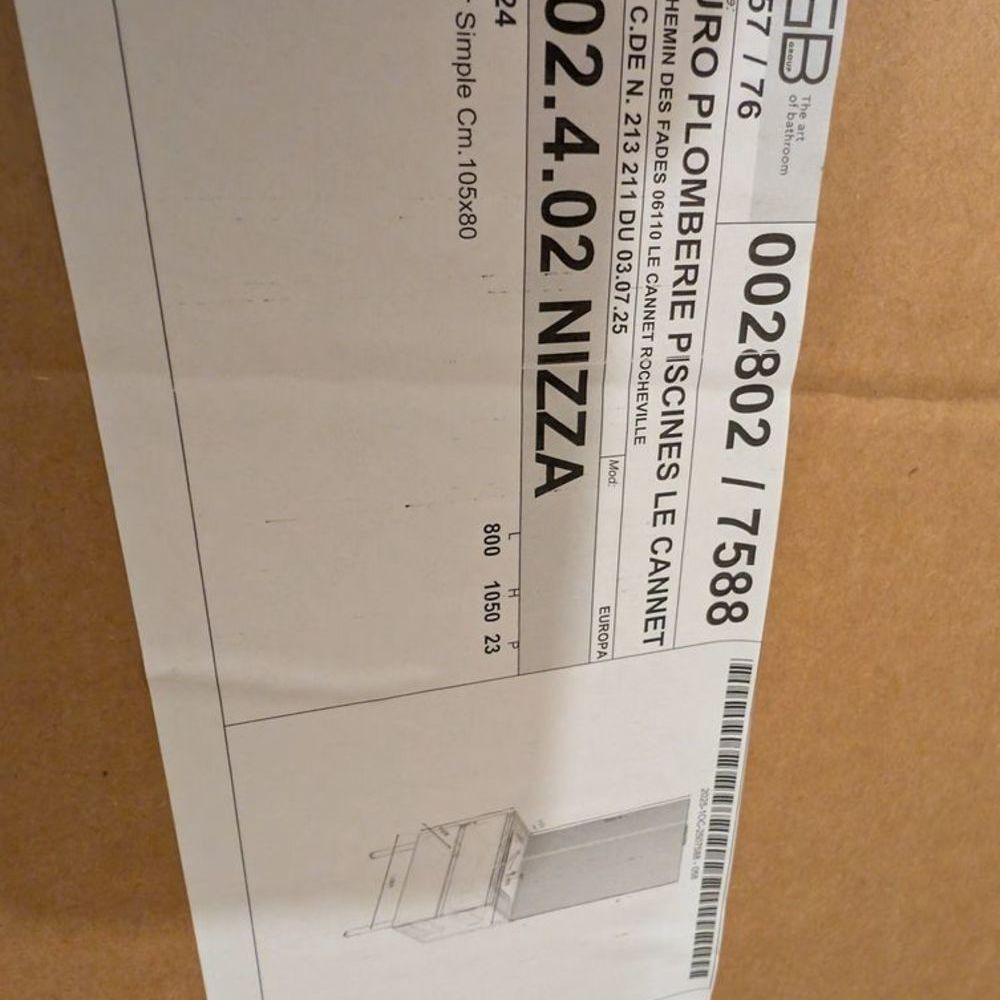 GB
GROUP
The art
of bathroom
57 / 76
002802 / 7588
URO PLOMBERIE PISCINES LE CANNET
HEMIN DES FADES 06110 LE CANNET ROCHEVILLE
C.DE N. 213 211 DU 03.07.25
Mod:
EUROPA
02.4.02 NIZZA
24
L H P
800 1050 23
Simple Cm.105x80